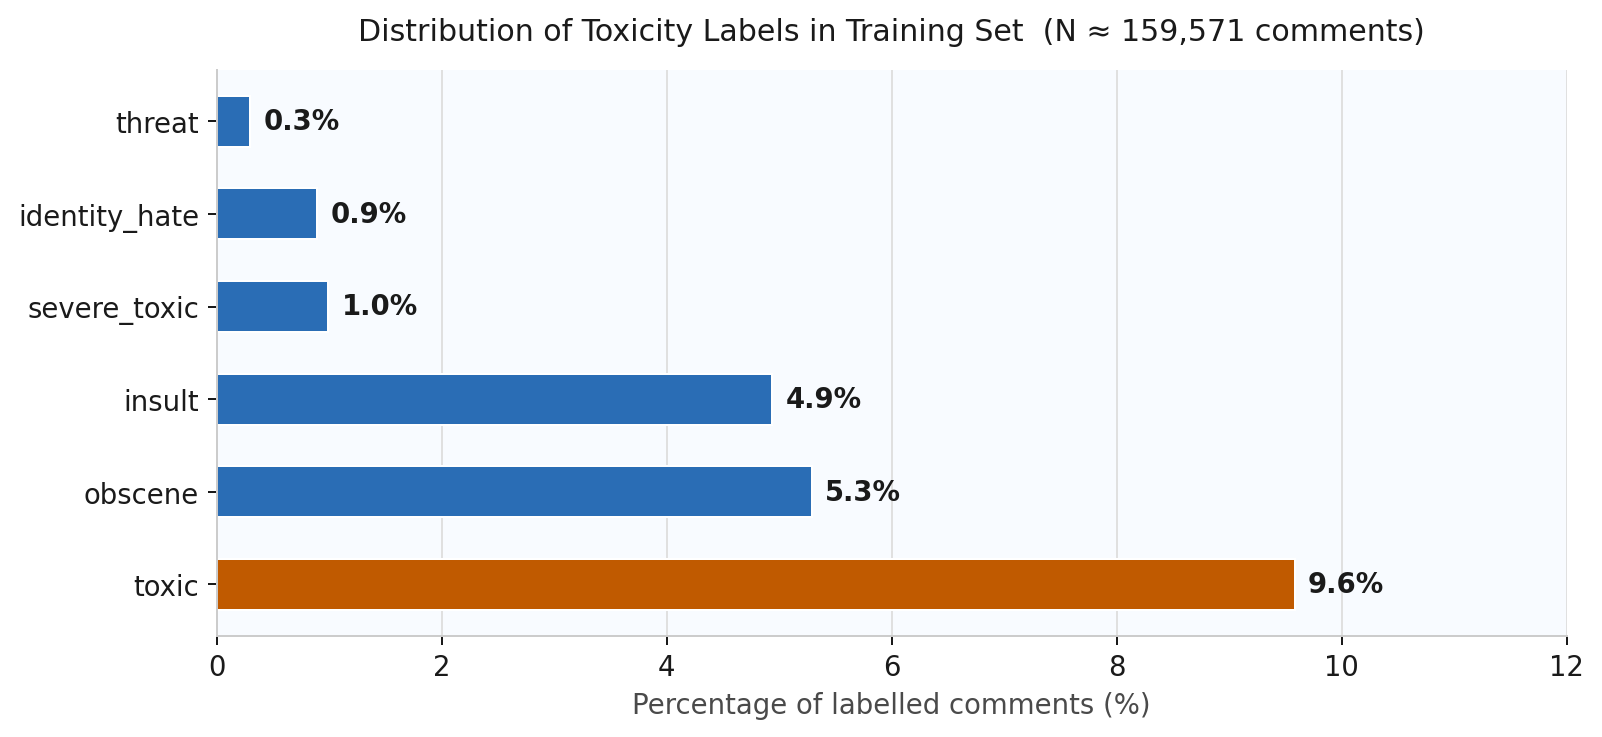 Distribution of Toxicity Labels in Training Set (N ≈ 159,571 comments)
threat 0.3%
identity_hate 0.9%
severe_toxic 1.0%
insult 4.9%
obscene 5.3%
toxic 9.6%
0 2 4 6 8 10 12
Percentage of labelled comments (%)